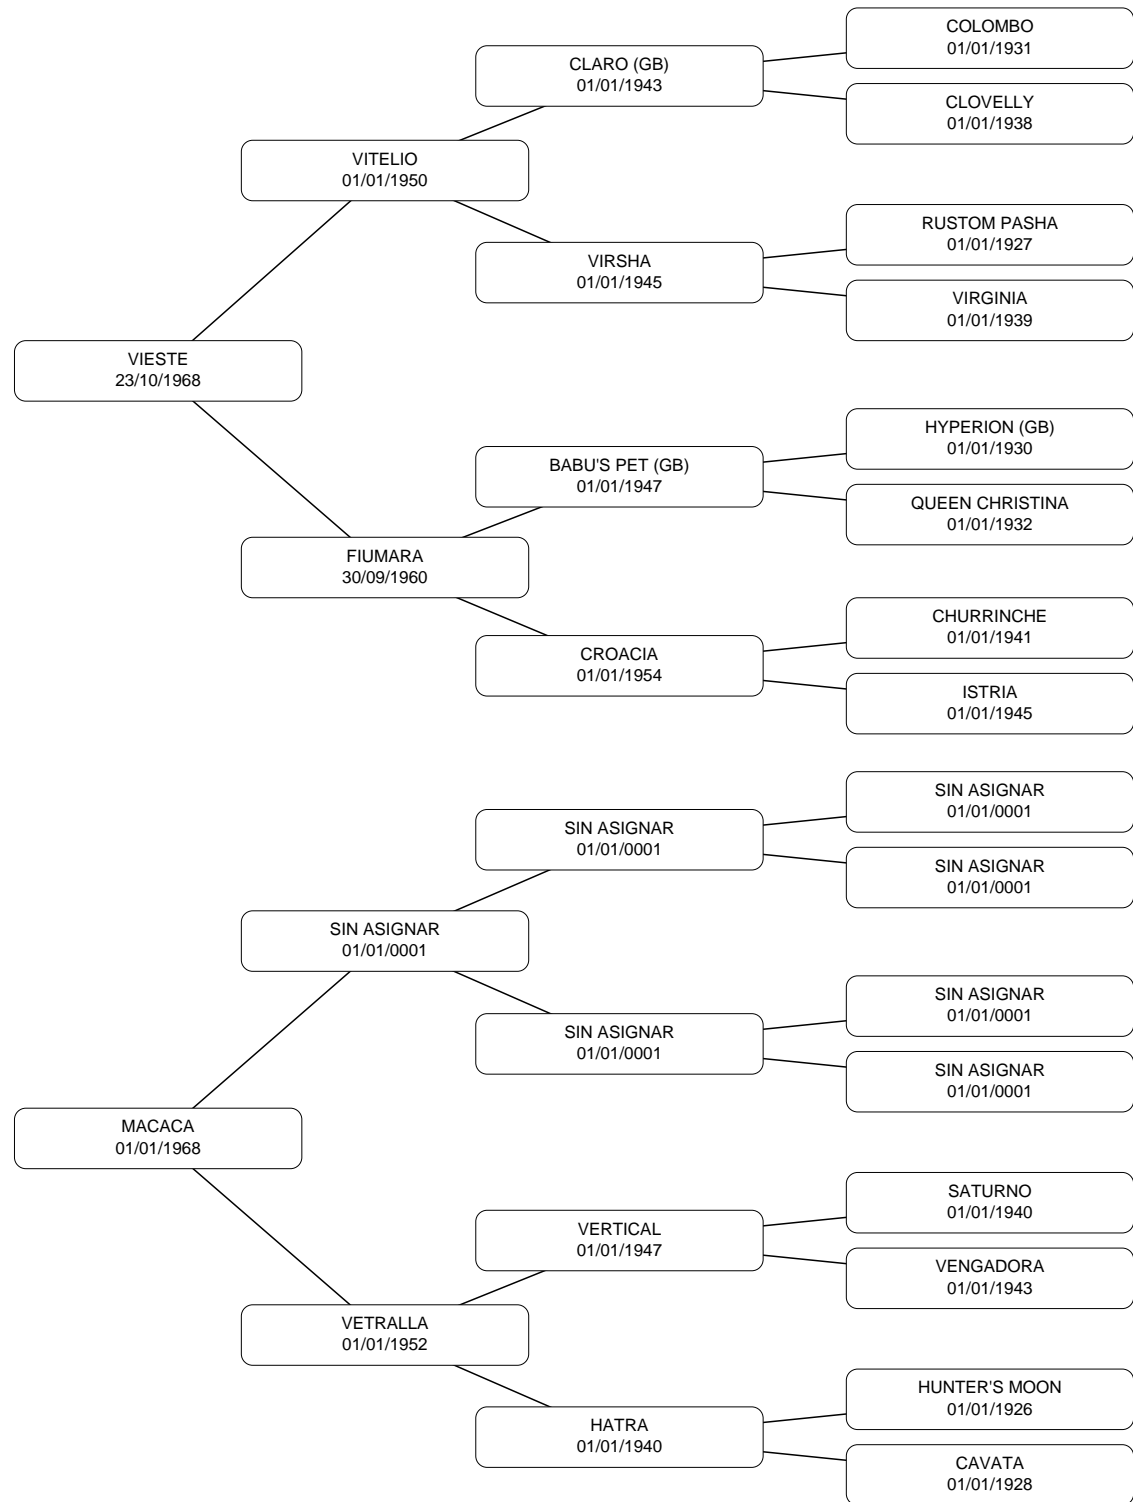 COLOMBO
01/01/1931
CLARO (GB)
01/01/1943
CLOVELLY
01/01/1938
VITELIO
01/01/1950
RUSTOM PASHA
01/01/1927
VIRSHA
01/01/1945
VIRGINIA
01/01/1939
VIESTE
23/10/1968
HYPERION (GB)
01/01/1930
BABU'S PET (GB)
01/01/1947
QUEEN CHRISTINA
01/01/1932
FIUMARA
30/09/1960
CHURRINCHE
01/01/1941
CROACIA
01/01/1954
ISTRIA
01/01/1945
SIN ASIGNAR
01/01/0001
SIN ASIGNAR
01/01/0001
SIN ASIGNAR
01/01/0001
SIN ASIGNAR
01/01/0001
SIN ASIGNAR
01/01/0001
SIN ASIGNAR
01/01/0001
SIN ASIGNAR
01/01/0001
MACACA
01/01/1968
SATURNO
01/01/1940
VERTICAL
01/01/1947
VENGADORA
01/01/1943
VETRALLA
01/01/1952
HUNTER'S MOON
01/01/1926
HATRA
01/01/1940
CAVATA
01/01/1928